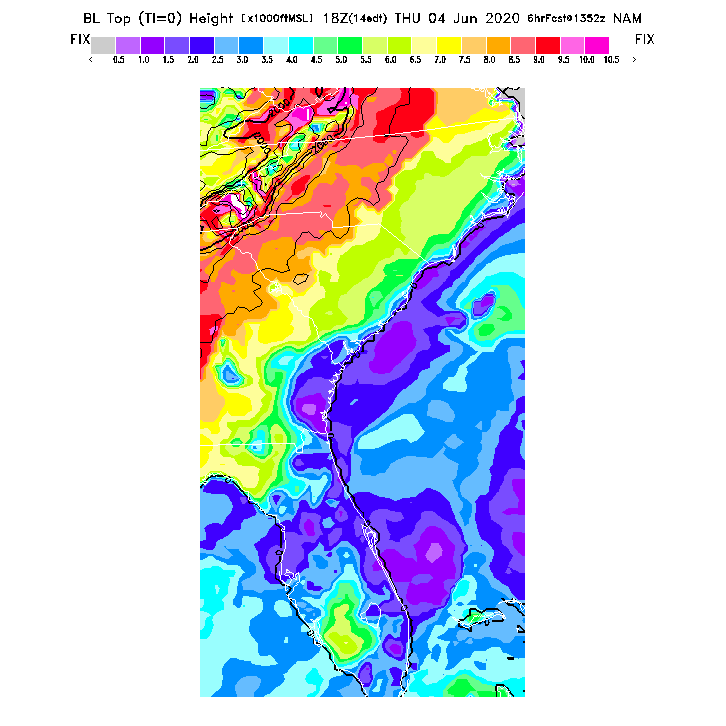 BL Top (TI=0) Height [x1000ftMSL] 18Z(14edt) THU 04 Jun 2020 6hrFcst@1352z NAM
FIX FIX
< 0.5 1.0 1.5 2.0 2.5 3.0 3.5 4.0 4.5 5.0 5.5 6.0 6.5 7.0 7.5 8.0 8.5 9.0 9.5 10.0 10.5 >